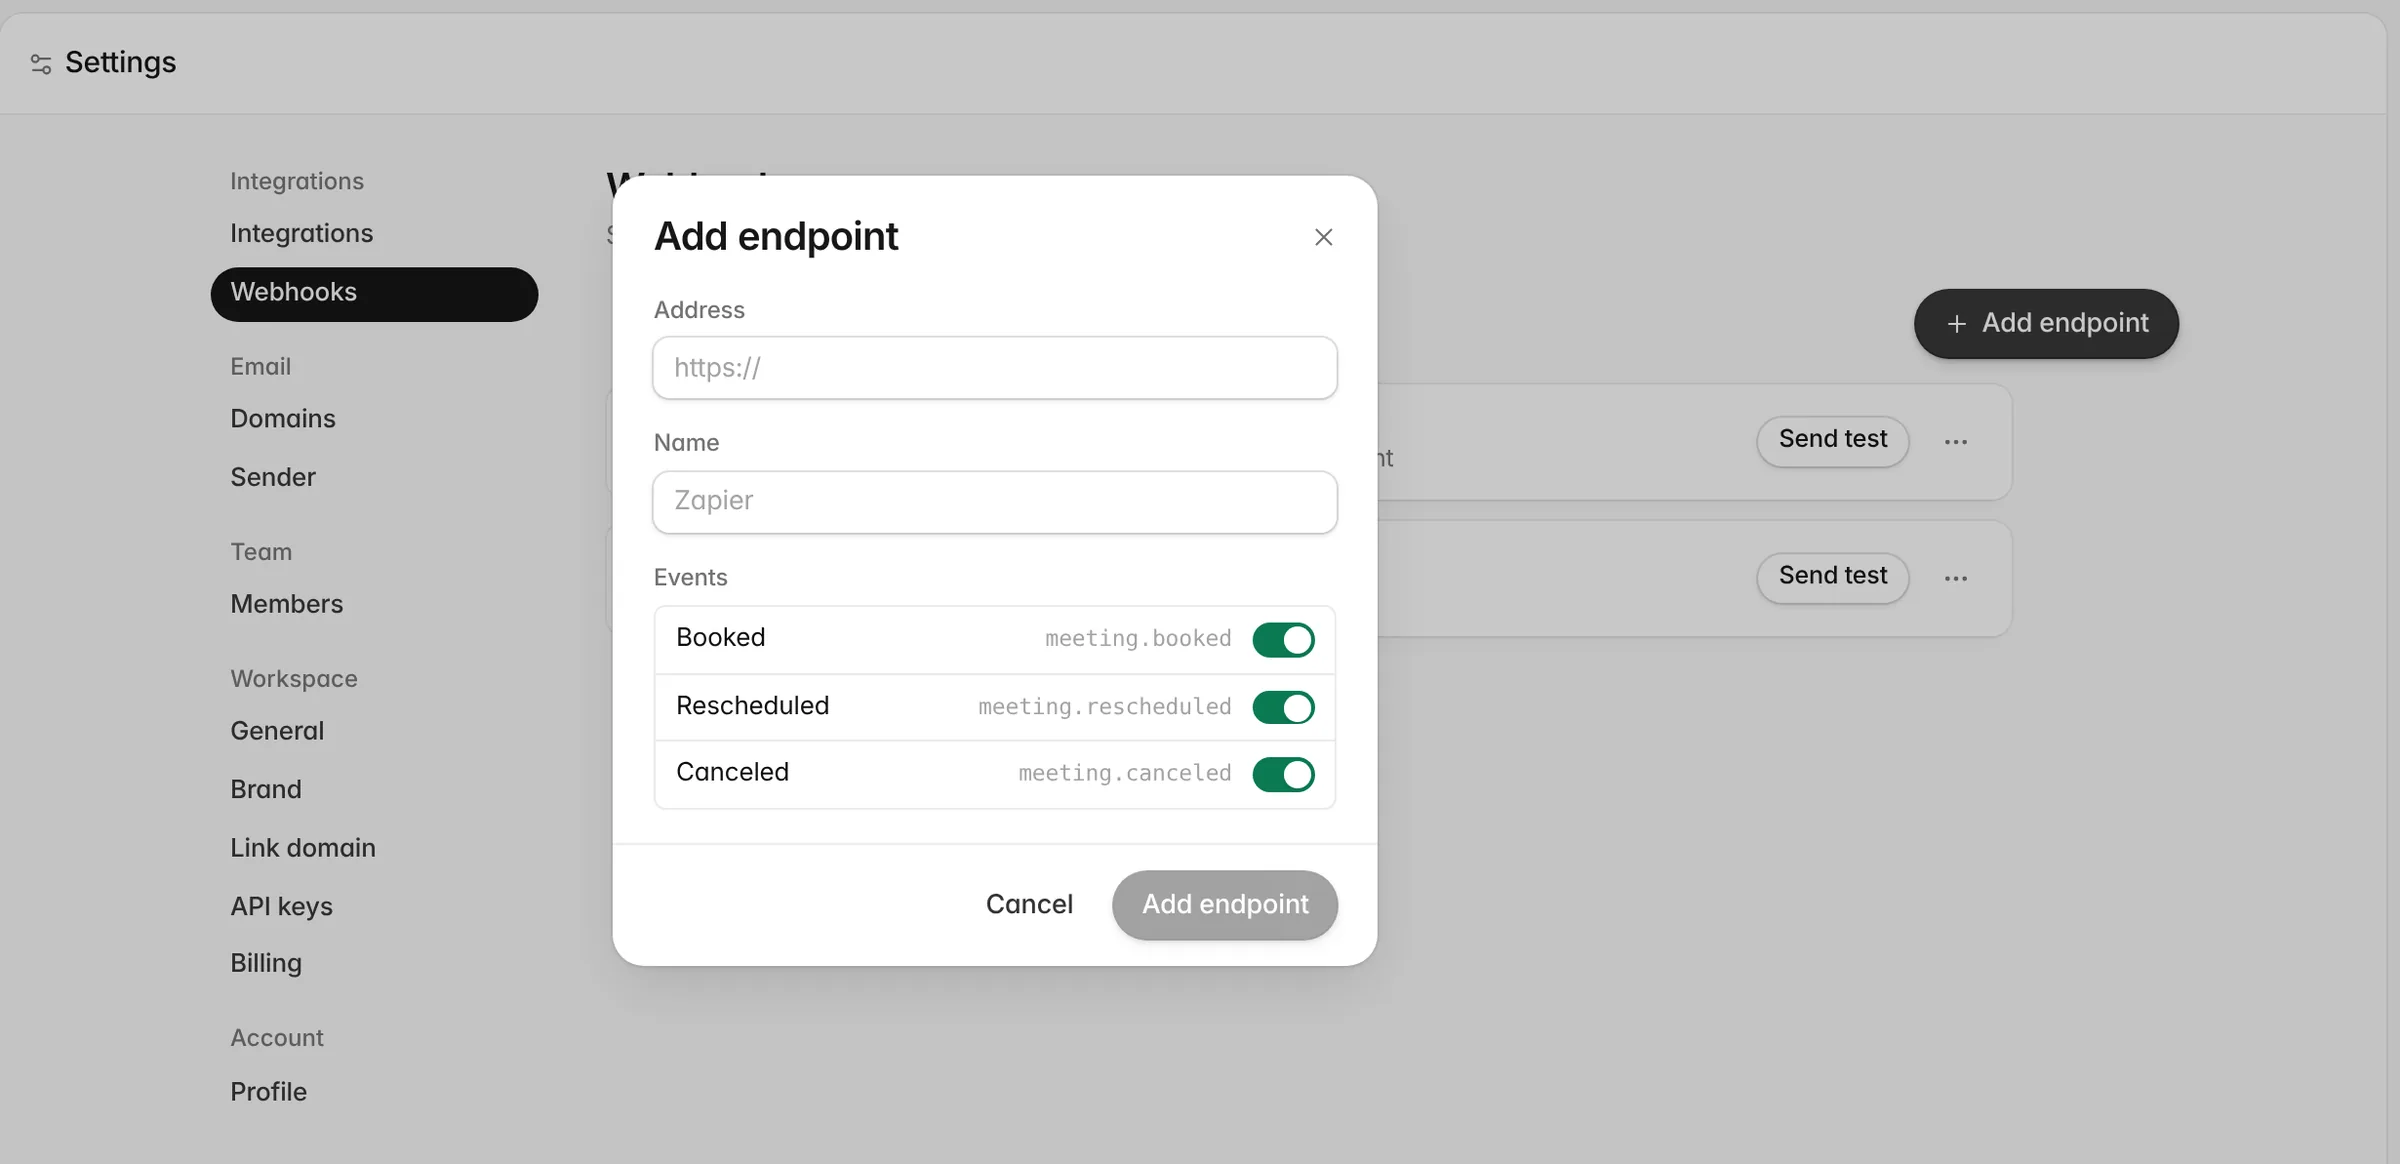 Settings
Integrations
Integrations
Webhooks
Email
Domains
Sender
Team
Members
Workspace
General
Brand
Link domain
API keys
Billing
Account
Profile
Add endpoint
Send test
Send test
Add endpoint
Address
https://
Name
Zapier
Events
Booked meeting.booked
Rescheduled meeting.rescheduled
Canceled meeting.canceled
Cancel Add endpoint